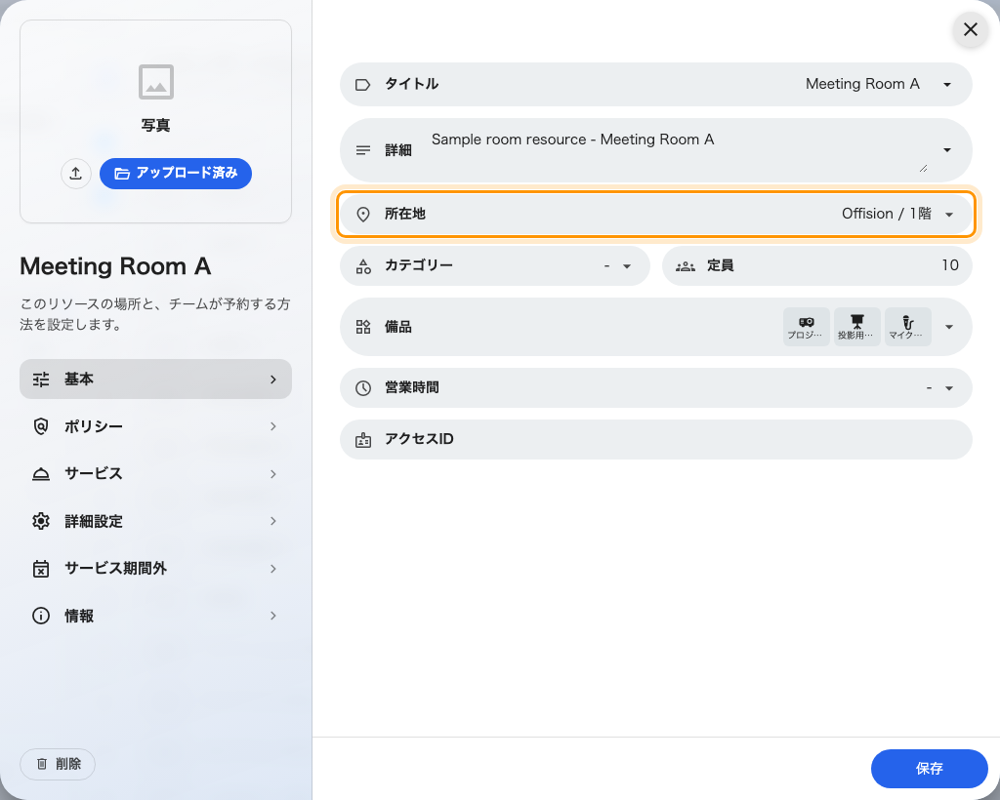 写真
アップロード済み
Meeting Room A
このリソースの場所と、チームが予約する方
法を設定します。
基本
ポリシー
サービス
詳細設定
サービス期間外
情報
削除
タイトル
Meeting Room A
詳細
Sample room resource - Meeting Room A
所在地
Offision / 1階
カテゴリー
-
定員
10
備品
プロジ…
投影用…
マイク…
営業時間
-
アクセスID
保存